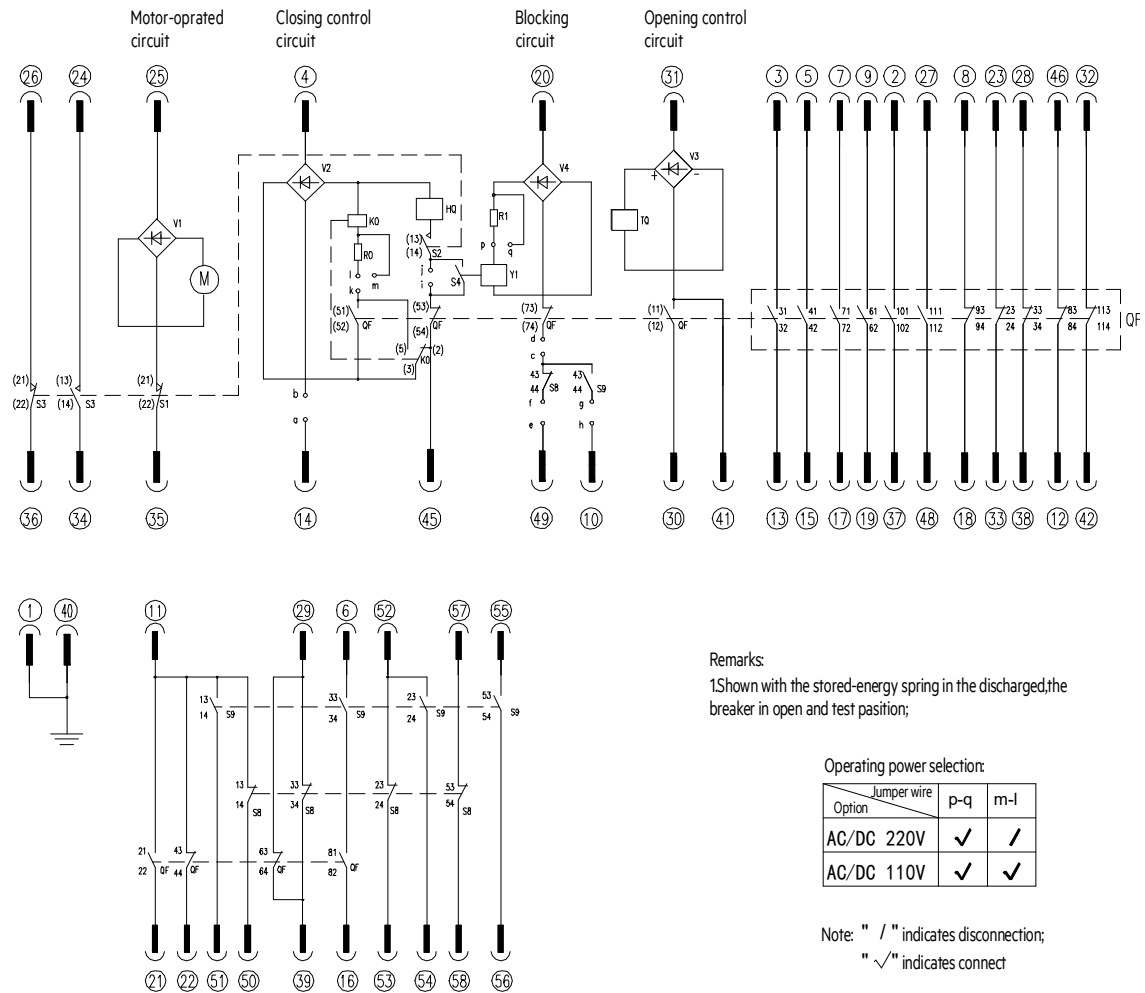 Motor-oprated
circuit
Closing control
circuit
Blocking
circuit
Opening control
circuit
26 24 25 4 20 31 3 5 7 9 2 27 8 23 28 46 32
V1
M
V2
K0
R0
l
m
k
HQ
(13)
(14) S2
j
i
S4
V4
R1
p q
Y1
V3
+ -
TQ
(51)
(52) QF
(53)
(54) QF
(5) (2)
(3) K0
(73)
(74) QF
d
c
43
44 S8
43
44 S9
f g
e h
(11)
(12) QF
31 41 71 61 101 111 93 23 33 83 113
32 42 72 62 102 112 94 24 34 84 114
QF
(21)
(22) S3
(13)
(14) S3
(21)
(22) S1
b
a
36 34 35 14 45 49 10 30 41 13 15 17 19 37 48 18 33 38 12 42
1 40 11 29 6 52 57 55
13
14 S9
33
34 S9
23
24 S9
53
54 S9
13
14 S8
33
34 S8
23
24 S8
53
54 S8
21
22 QF
43
44 QF
63
64 QF
81
82 QF
21 22 51 50 39 16 53 54 58 56
Remarks:
1.Shown with the stored-energy spring in the discharged,the
breaker in open and test pasition;
Operating power selection:
Jumper wire
Option
p-q m-l
AC/DC 220V ✓ /
AC/DC 110V ✓ ✓
Note: " / " indicates disconnection;
" ✓" indicates connect